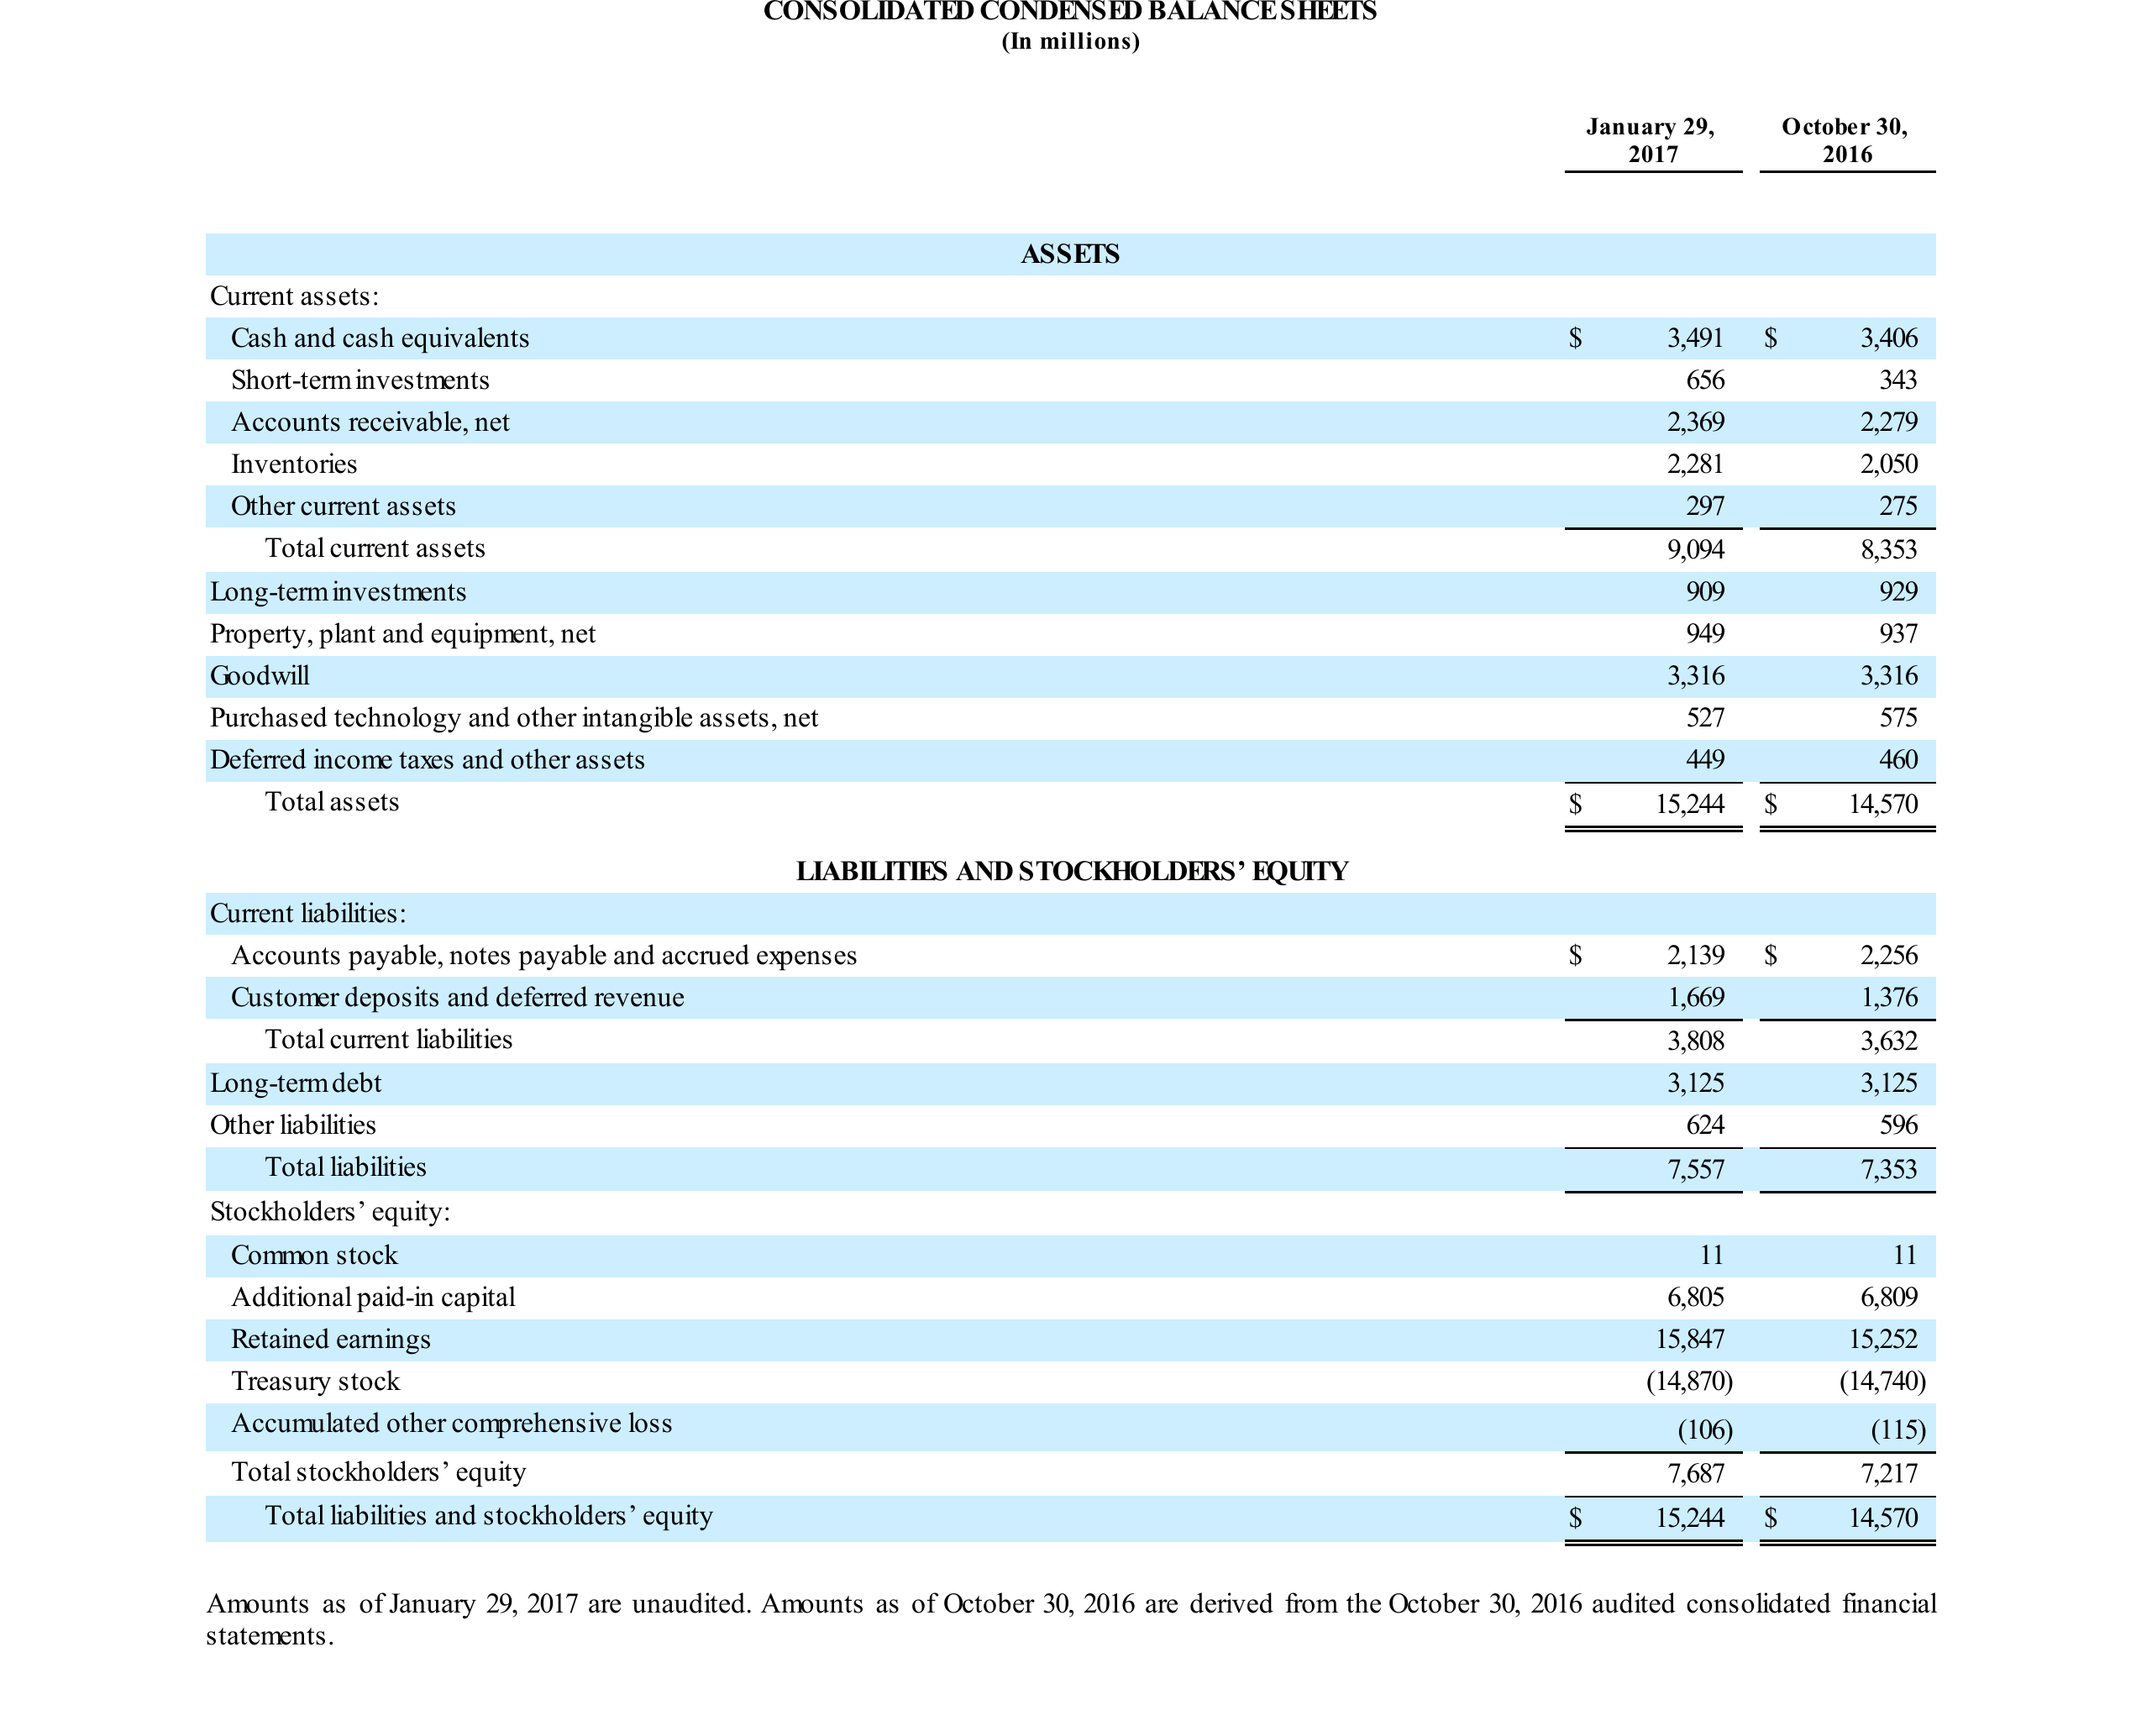 CONSOLIDATED CONDENSED BALANCE SHEETS
(In millions)
January 29, 2017 October 30, 2016
ASSETS
Current assets:
Cash and cash equivalents $ 3,491 $ 3,406
Short-term investments 656 343
Accounts receivable, net 2,369 2,279
Inventories 2,281 2,050
Other current assets 297 275
Total current assets 9,094 8,353
Long-term investments 909 929
Property, plant and equipment, net 949 937
Goodwill 3,316 3,316
Purchased technology and other intangible assets, net 527 575
Deferred income taxes and other assets 449 460
Total assets $ 15,244 $ 14,570
LIABILITIES AND STOCKHOLDERS’ EQUITY
Current liabilities:
Accounts payable, notes payable and accrued expenses $ 2,139 $ 2,256
Customer deposits and deferred revenue 1,669 1,376
Total current liabilities 3,808 3,632
Long-term debt 3,125 3,125
Other liabilities 624 596
Total liabilities 7,557 7,353
Stockholders’ equity:
Common stock 11 11
Additional paid-in capital 6,805 6,809
Retained earnings 15,847 15,252
Treasury stock (14,870) (14,740)
Accumulated other comprehensive loss (106) (115)
Total stockholders’ equity 7,687 7,217
Total liabilities and stockholders’ equity $ 15,244 $ 14,570
Amounts as of January 29, 2017 are unaudited. Amounts as of October 30, 2016 are derived from the October 30, 2016 audited consolidated financial
statements.